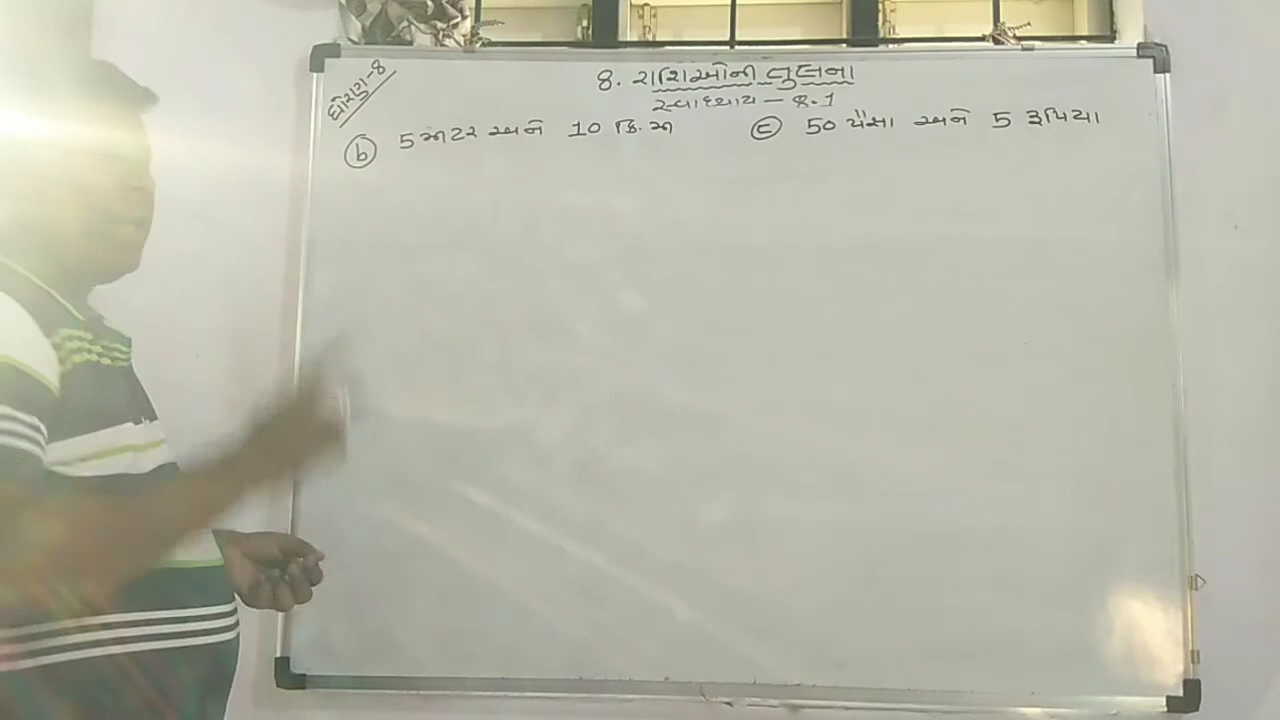 ધોરણ-8
8. રાશિઓની તુલના
સ્વાધ્યાય - 8.1
(b) 5 મીટર અને 10 કિ.મી
(c) 50 પૈસા અને 5 રૂપિયા